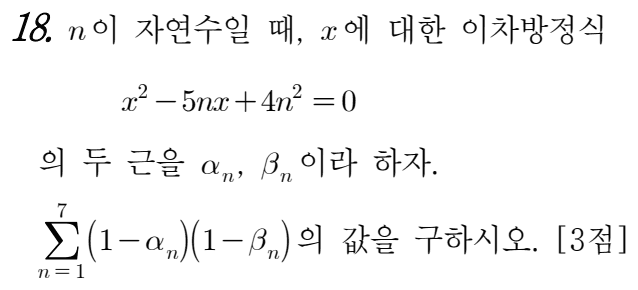 18. n이 자연수일 때, x에 대한 이차방정식
x² − 5nx + 4n² = 0
의 두 근을 αₙ, βₙ이라 하자.
∑_{n=1}^{7} (1 − αₙ)(1 − βₙ)의 값을 구하시오. [3점]